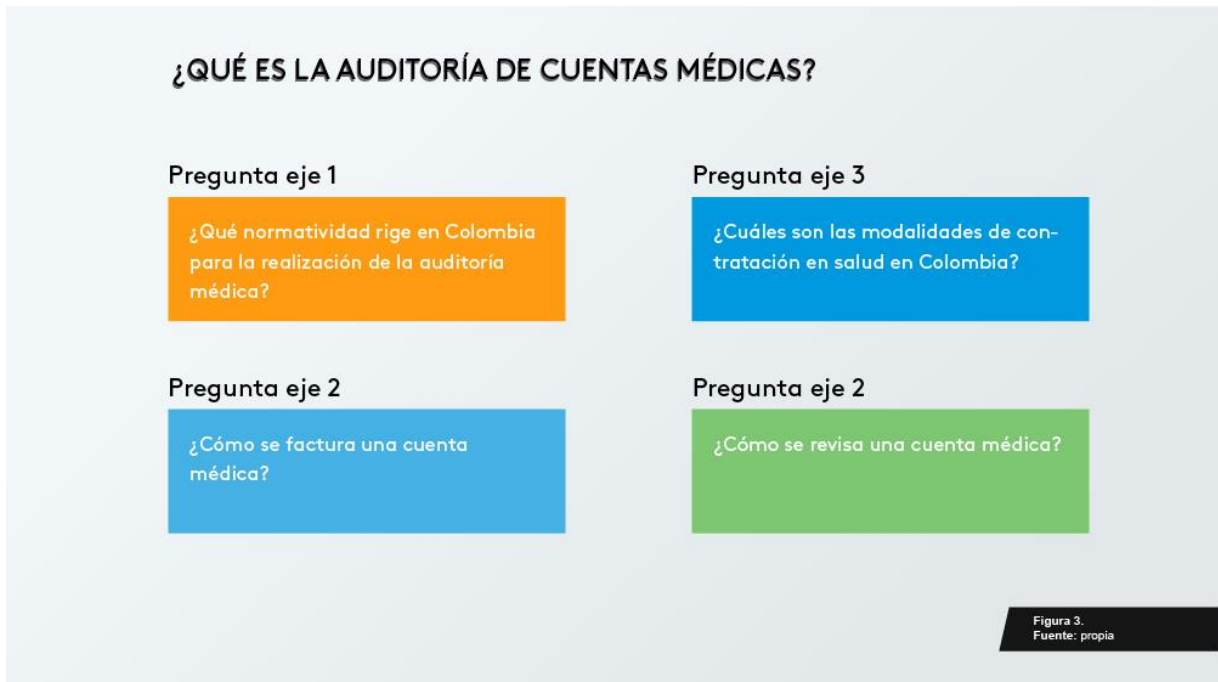 ¿QUÉ ES LA AUDITORÍA DE CUENTAS MÉDICAS?
Pregunta eje 1
¿Qué normatividad rige en Colombia
para la realización de la auditoría
médica?
Pregunta eje 3
¿Cuáles son las modalidades de con-
tratación en salud en Colombia?
Pregunta eje 2
¿Cómo se factura una cuenta
médica?
Pregunta eje 2
¿Cómo se revisa una cuenta médica?
Figura 3.
Fuente: propia